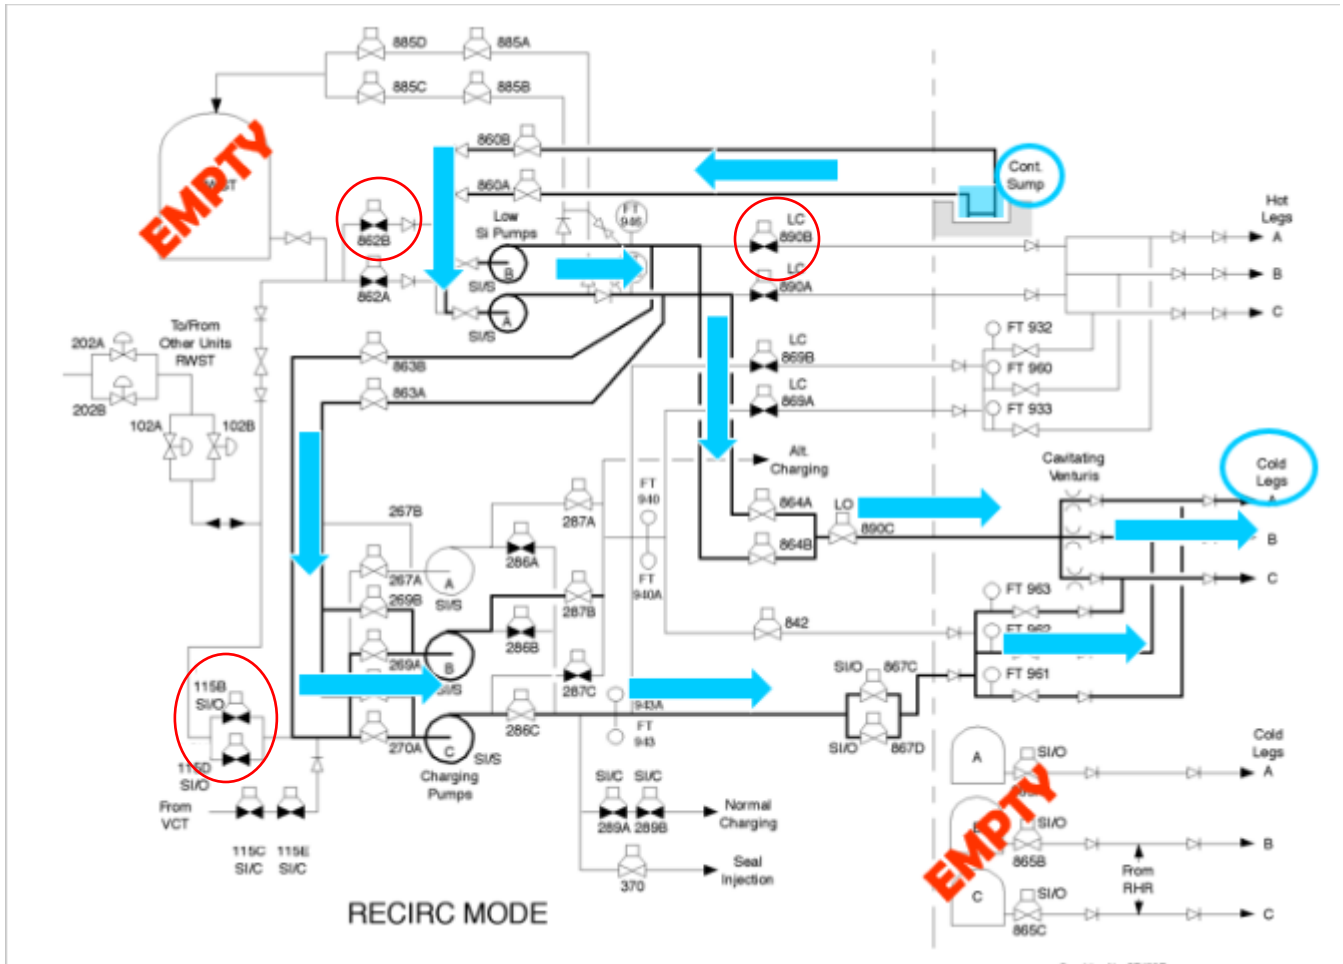 885D
885A
885C
885B
EMPTY
860B
860A
Cont.
Sump
862B
862A
Low
Si Pumps
B
SI/S
A
SI/S
FT
946
LC
890B
LC
890A
Hot
Legs
A
B
C
To/From
Other Units
RWST
202A
202B
102A
102B
863B
863A
LC
869B
LC
869A
FT 932
FT 960
FT 933
Alt.
Charging
Cavitating
Venturis
Cold
Legs
A
B
C
267B
267A
269B
269A
270A
A
SI/S
B
SI/S
C
SI/S
Charging
Pumps
287A
286A
287B
286B
287C
286C
FT
940
FT
940A
943A
FT
943
864A
864B
LO
890C
842
FT 963
FT 962
FT 961
SI/O
867C
SI/O
867D
115B
SI/O
115D
SI/O
From
VCT
115C
SI/C
115E
SI/C
SI/C
SI/C
289A
289B
Normal
Charging
370
Seal
Injection
A
SI/O
EMPTY
SI/O
865B
C
SI/O
865C
From
RHR
Cold
Legs
A
B
C
RECIRC MODE